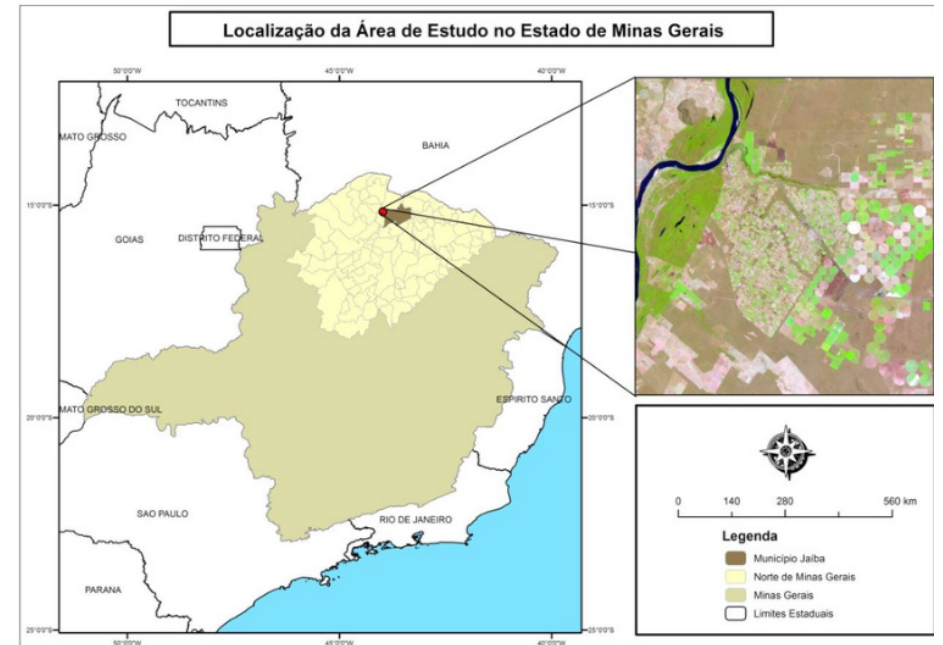 Localização da Área de Estudo no Estado de Minas Gerais
50°0'0"W
45°0'0"W
40°0'0"W
TOCANTINS
MATO GROSSO
BAHIA
15°0'0"S
15°0'0"S
GOIAS
DISTRITO FEDERAL
MATO GROSSO DO SUL
ESPIRITO SANTO
20°0'0"S
20°0'0"S
SAO PAULO
RIO DE JANEIRO
PARANA
25°0'0"S
25°0'0"S
50°0'0"W
45°0'0"W
40°0'0"W
0 140 280 560 km
Legenda
Município Jaíba
Norte de Minas Gerais
Minas Gerais
Limites Estaduais